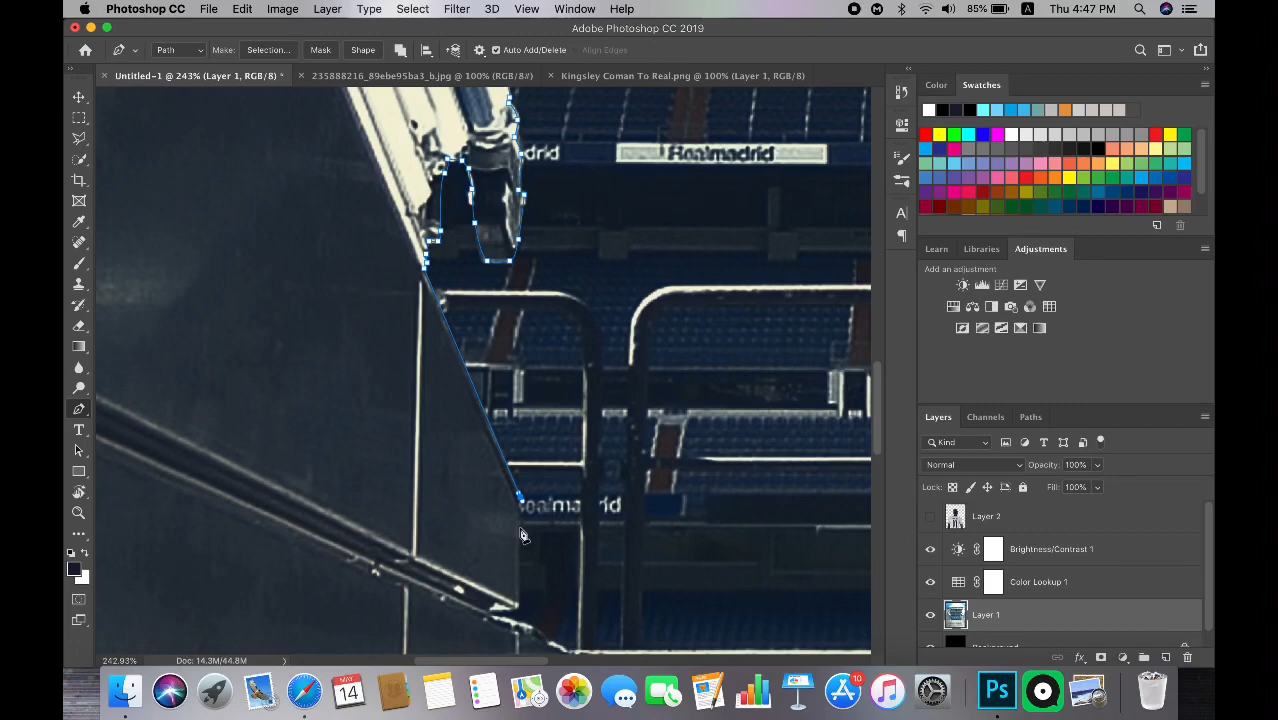 Photoshop CC File Edit Image Layer Type Select Filter 3D View Window Help 85% A Thu 4:47 PM
Adobe Photoshop CC 2019
Path Make: Selection... Mask Shape Auto Add/Delete Align Edges
Untitled-1 @ 243% (Layer 1, RGB/8) * 235888216_89ebe95ba3_b.jpg @ 100% (RGB/8#) Kingsley Coman To Real.png @ 100% (Layer 1, RGB/8)
Color Swatches
drid Realmadrid
Learn Libraries Adjustments
Add an adjustment
Layers Channels Paths
Kind
Normal Opacity: 100%
Lock: Fill: 100%
Realmadrid
Layer 2
Brightness/Contrast 1
Color Lookup 1
Layer 1
Background
242.93% Doc: 14.3M/44.8M
MAY
14
10
Ps